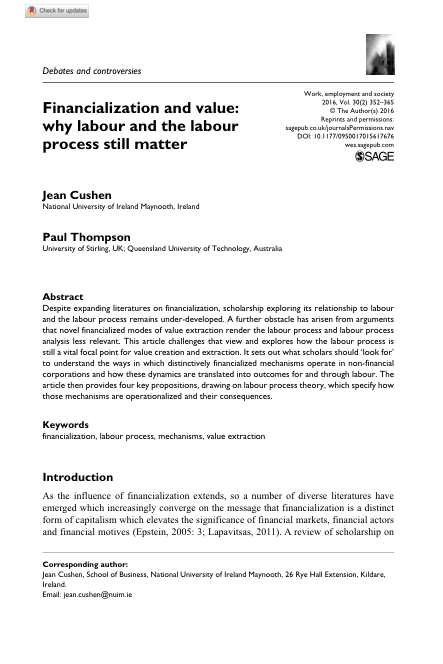 Check for updates
Debates and controversies
Work, employment and society
2016, Vol. 30(2) 352–365
© The Author(s) 2016
Reprints and permissions:
sagepub.co.uk/journalsPermissions.nav
DOI: 10.1177/0950017015617676
wes.sagepub.com
SAGE
Financialization and value:
why labour and the labour
process still matter
Jean Cushen
National University of Ireland Maynooth, Ireland
Paul Thompson
University of Stirling, UK; Queensland University of Technology, Australia
Abstract
Despite expanding literatures on financialization, scholarship exploring its relationship to labour
and the labour process remains under-developed. A further obstacle has arisen from arguments
that novel financialized modes of value extraction render the labour process and labour process
analysis less relevant. This article challenges that view and explores how the labour process is
still a vital focal point for value creation and extraction. It sets out what scholars should ‘look for’
to understand the ways in which distinctively financialized mechanisms operate in non-financial
corporations and how these dynamics are translated into outcomes for and through labour. The
article then provides four key propositions, drawing on labour process theory, which specify how
those mechanisms are operationalized and their consequences.
Keywords
financialization, labour process, mechanisms, value extraction
Introduction
As the influence of financialization extends, so a number of diverse literatures have
emerged which increasingly converge on the message that financialization is a distinct
form of capitalism which elevates the significance of financial markets, financial actors
and financial motives (Epstein, 2005: 3; Lapavitsas, 2011). A review of scholarship on
Corresponding author:
Jean Cushen, School of Business, National University of Ireland Maynooth, 26 Rye Hall Extension, Kildare,
Ireland.
Email: jean.cushen@nuim.ie